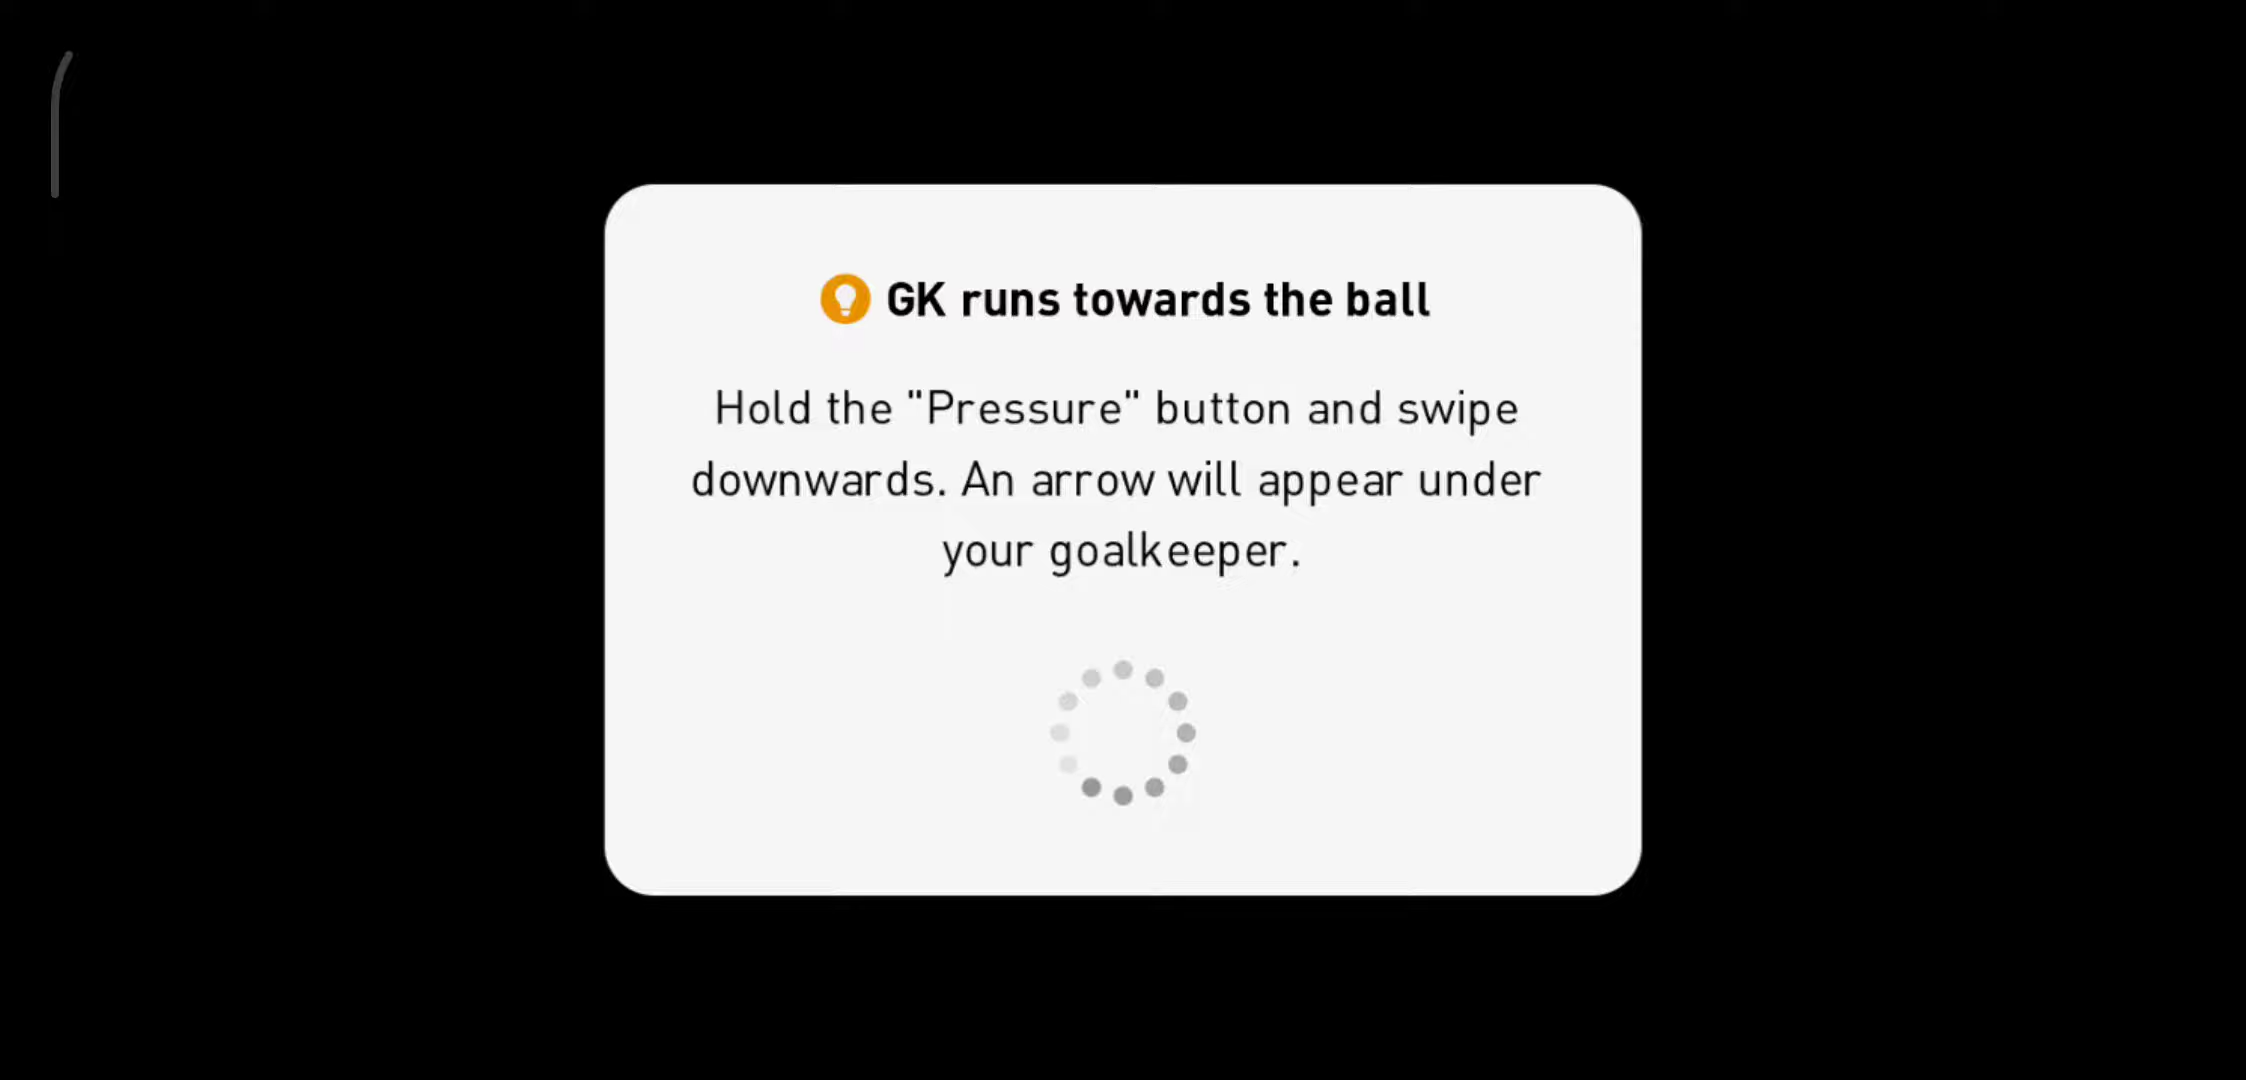 GK runs towards the ball
Hold the "Pressure" button and swipe
downwards. An arrow will appear under
your goalkeeper.